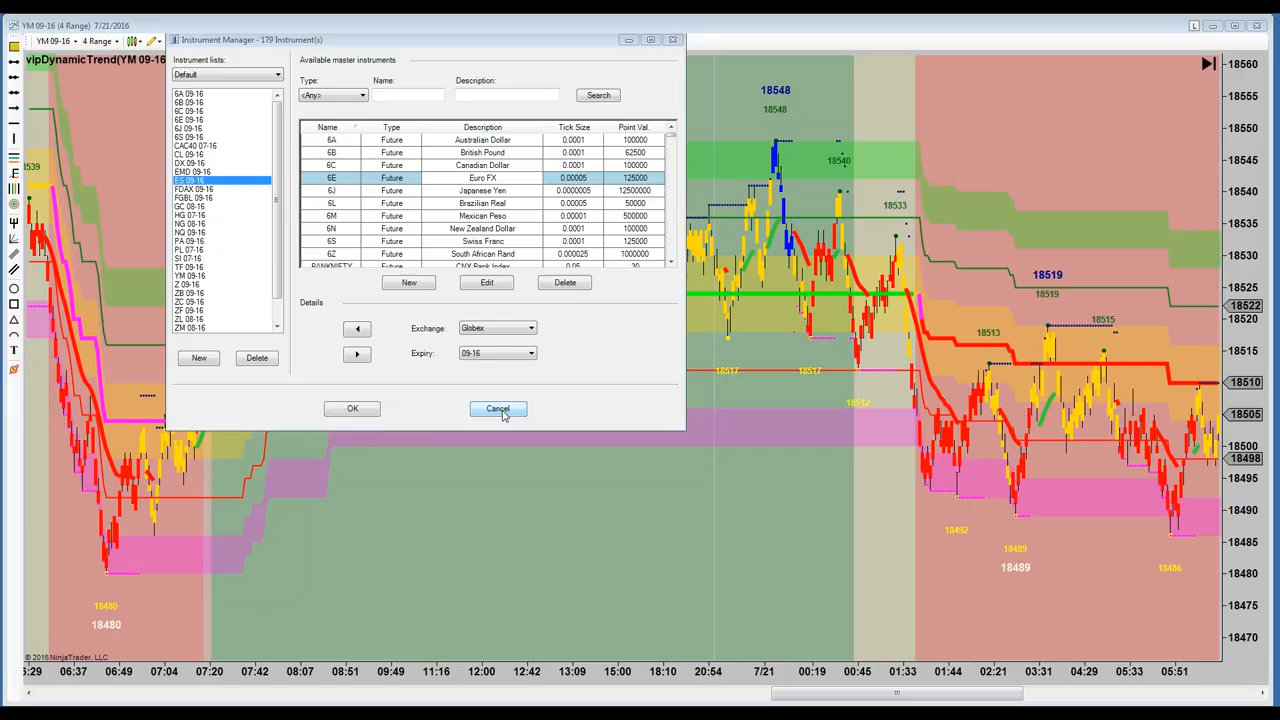 YM 09-16 (4 Range)  7/21/2016
L
YM 09-16
4 Range
vipDynamicTrend(YM 09-16
Instrument Manager - 179 Instrument(s)
Instrument lists:
Default
6A 09-16
6B 09-16
6C 09-16
6E 09-16
6J 09-16
6S 09-16
CAC40 07-16
CL 09-16
DX 09-16
EMD 09-16
ES 09-16
FDAX 09-16
FGBL 09-16
GC 08-16
HG 07-16
NG 08-16
NQ 09-16
PA 09-16
PL 07-16
SI 07-16
TF 09-16
YM 09-16
Z 09-16
ZB 09-16
ZC 09-16
ZF 09-16
ZL 08-16
ZM 08-16
New
Delete
Available master instruments
Type:
Name:
Description:
<Any>
Search
Name Type Description Tick Size Point Val.
6A Future Australian Dollar 0.0001 100000
6B Future British Pound 0.0001 62500
6C Future Canadian Dollar 0.0001 100000
6E Future Euro FX 0.00005 125000
6J Future Japanese Yen 0.0000005 12500000
6L Future Brazilian Real 0.00005 50000
6M Future Mexican Peso 0.00001 500000
6N Future New Zealand Dollar 0.0001 100000
6S Future Swiss Franc 0.0001 125000
6Z Future South African Rand 0.000025 1000000
BANKNIFTY Future CNX Bank Index 0.05 30
New
Edit
Delete
Details
Exchange:
Globex
Expiry:
09-16
OK
Cancel
18548
18548
18540
18533
18519
18519
18515
18513
18517
18517
18512
18492
18489
18489
18486
18480
18480
18560
18555
18550
18545
18540
18535
18530
18525
18522
18520
18515
18510
18505
18500
18498
18495
18490
18485
18480
18475
18470
© 2016 NinjaTrader, LLC
6:29 06:37 06:49 07:04 07:20 07:42 08:51 09:49 11:16 12:00 13:09 15:49 20:54 7/21 00:19 00:45 01:33 01:44 02:21 03:31 04:41 05:33 05:51